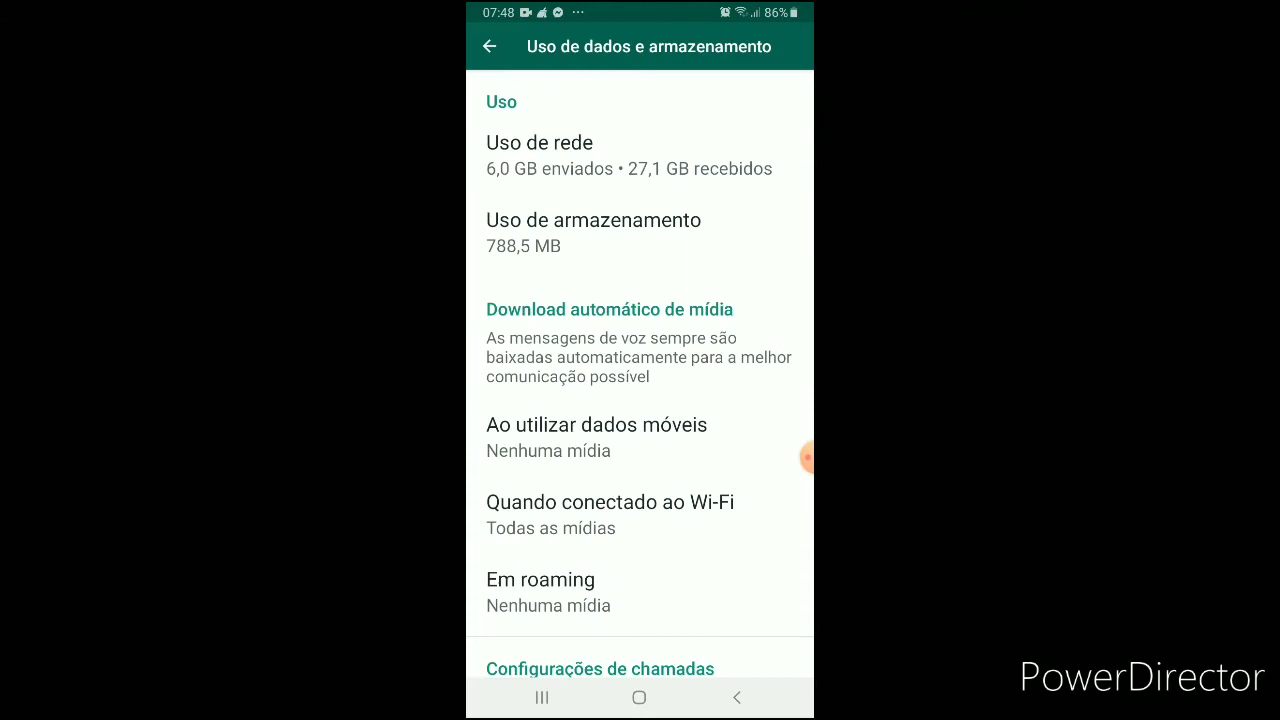 07:48 ... 86%
Uso de dados e armazenamento
Uso
Uso de rede
6,0 GB enviados • 27,1 GB recebidos
Uso de armazenamento
788,5 MB
Download automático de mídia
As mensagens de voz sempre são
baixadas automaticamente para a melhor
comunicação possível
Ao utilizar dados móveis
Nenhuma mídia
Quando conectado ao Wi-Fi
Todas as mídias
Em roaming
Nenhuma mídia
Configurações de chamadas
PowerDirector